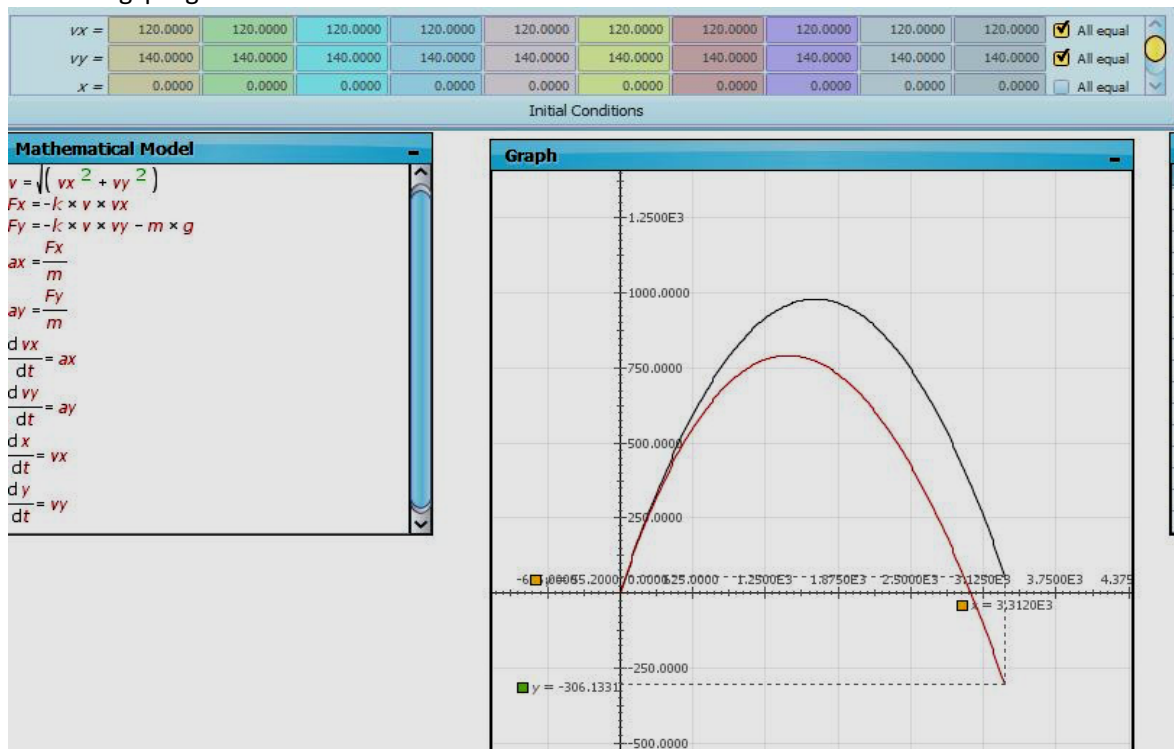 vx = 120.0000 120.0000 120.0000 120.0000 120.0000 120.0000 120.0000 120.0000 120.0000 120.0000 All equal
vy = 140.0000 140.0000 140.0000 140.0000 140.0000 140.0000 140.0000 140.0000 140.0000 140.0000 All equal
x = 0.0000 0.0000 0.0000 0.0000 0.0000 0.0000 0.0000 0.0000 0.0000 0.0000 All equal
Initial Conditions
Mathematical Model
v = √( vx 2 + vy 2 )
Fx = -k × v × vx
Fy = -k × v × vy - m × g
ax = Fx
m
ay = Fy
m
d vx
dt = ax
d vy
dt = ay
d x
dt = vx
d y
dt = vy
Graph
1.2500E3
1000.0000
750.0000
500.0000
250.0000
1.2500E3 1.8750E3 2.5000E3 3.1250E3 3.7500E3 4.375
x = 3.3120E3
-250.0000
y = -306.1331
-500.0000